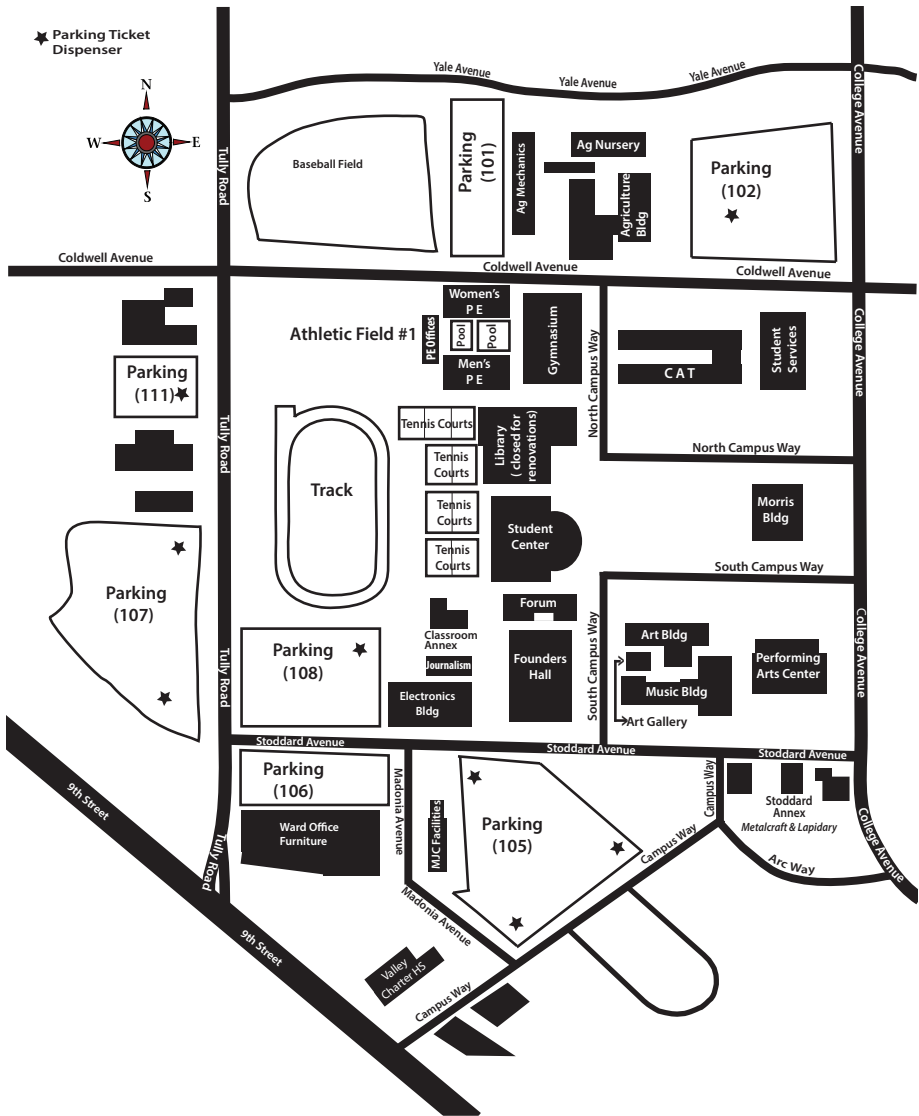 Parking Ticket
Dispenser
N
W
E
S
Yale Avenue
Yale Avenue
Yale Avenue
College Avenue
Tully Road
Baseball Field
Parking
(101)
Ag Mechanics
Ag Nursery
Agriculture
Bldg
Parking
(102)
Coldwell Avenue
Coldwell Avenue
Coldwell Avenue
Women's
P E
Athletic Field #1
PE Offices
Pool
Pool
Men's
P E
Gymnasium
North Campus Way
C A T
Student
Services
College Avenue
Parking
(111)
Tully Road
Tennis Courts
Library
( closed for
renovations)
Tennis
Courts
North Campus Way
Track
Tennis
Courts
Student
Center
Morris
Bldg
Tennis
Courts
South Campus Way
Parking
(107)
Forum
Classroom
Annex
Journalism
Founders
Hall
South Campus Way
Art Bldg
Performing
Arts Center
College Avenue
Parking
(108)
Tully Road
Electronics
Bldg
Music Bldg
Art Gallery
Stoddard Avenue
Stoddard Avenue
Stoddard Avenue
Parking
(106)
Madonia Avenue
Campus Way
Stoddard
Annex
Metalcraft & Lapidary
College Avenue
9th Street
Ward Office
Furniture
Tully Road
MJC Facilities
Parking
(105)
Campus Way
Arc Way
Madonia Avenue
9th Street
Valley
Charter HS
Campus Way